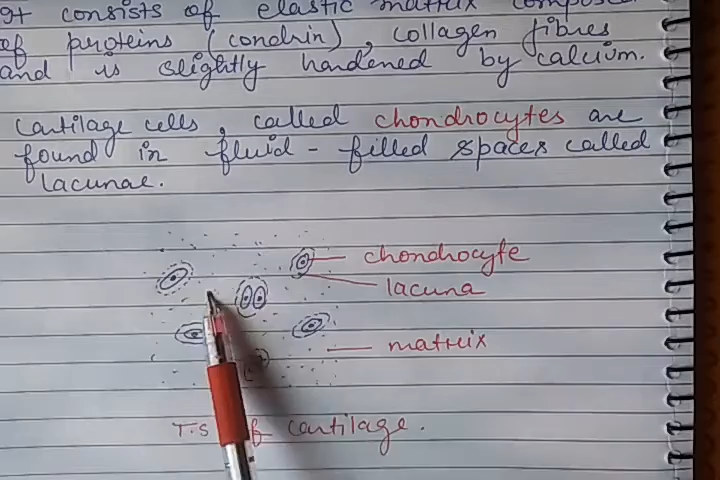 It consists of elastic matrix
of proteins (condrin), collagen fibres
and is slightly hardened by calcium.
Cartilage cells, called chondrocytes are
found in fluid-filled spaces called
lacunae.
chondrocyte
lacuna
matrix
T.S of cartilage.